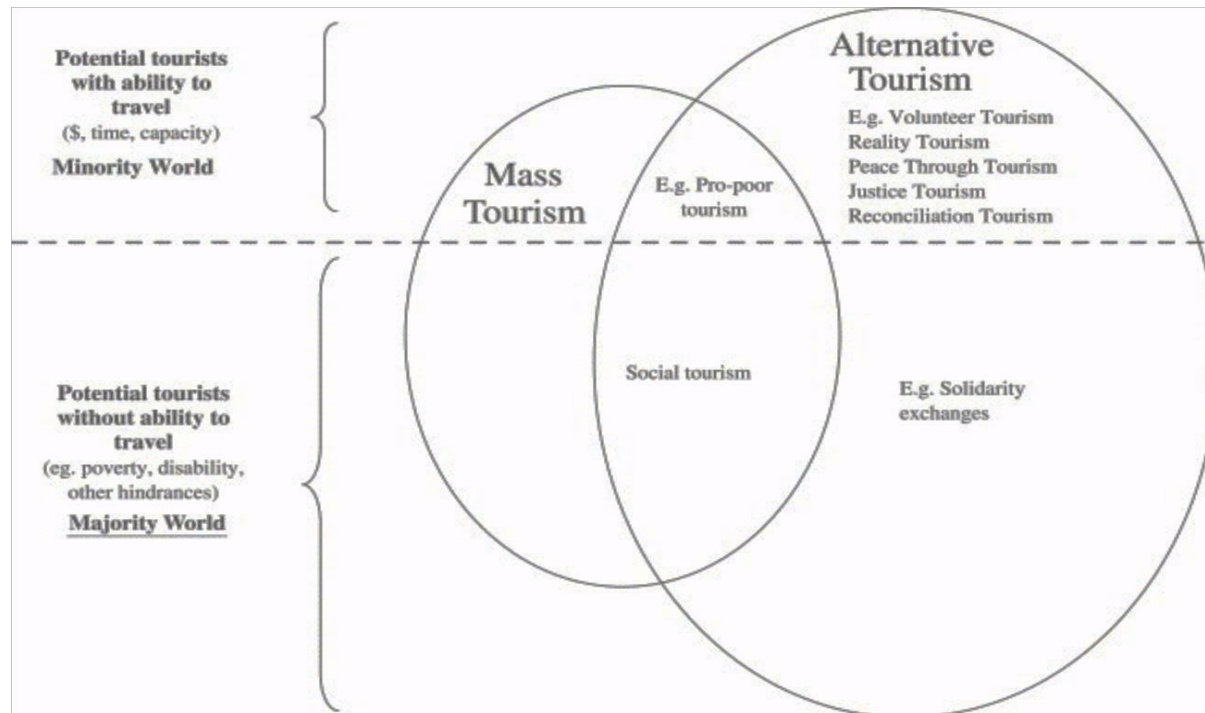 Potential tourists
with ability to
travel
($, time, capacity)
Minority World
Mass
Tourism
E.g. Pro-poor
tourism
Alternative
Tourism
E.g. Volunteer Tourism
Reality Tourism
Peace Through Tourism
Justice Tourism
Reconciliation Tourism
Potential tourists
without ability to
travel
(eg. poverty, disability,
other hindrances)
Majority World
Social tourism
E.g. Solidarity
exchanges